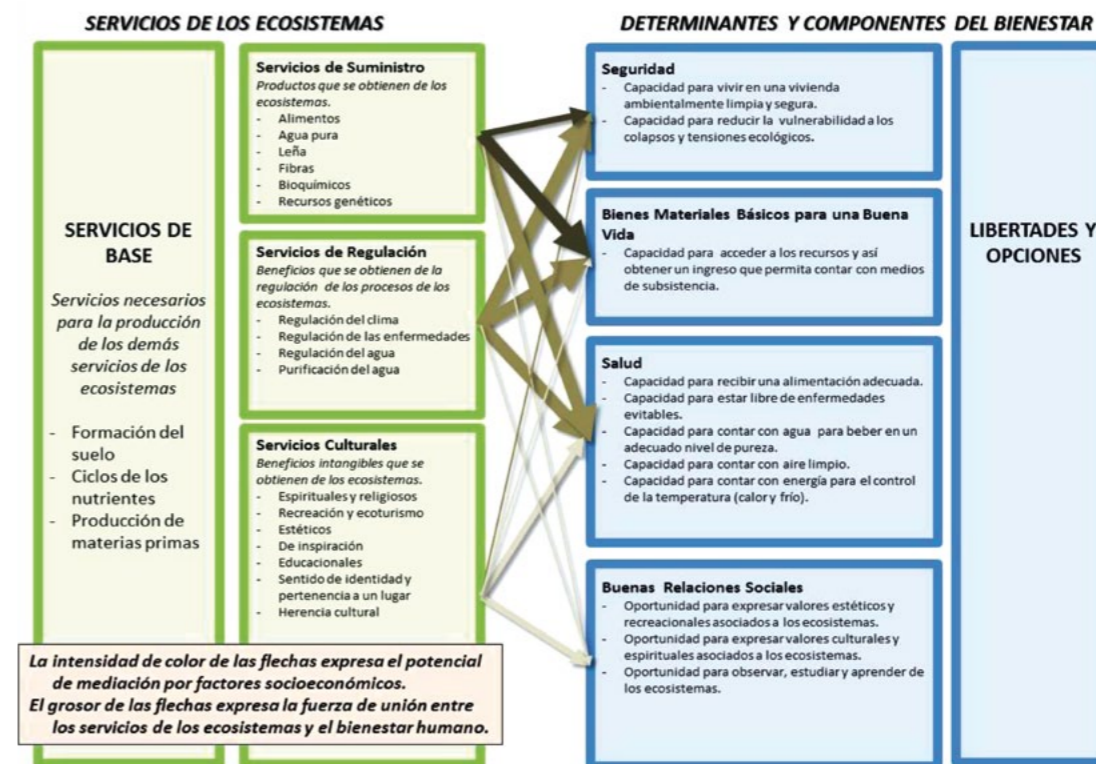 SERVICIOS DE LOS ECOSISTEMAS
DETERMINANTES Y COMPONENTES DEL BIENESTAR
SERVICIOS DE
BASE
Servicios necesarios
para la producción
de los demás
servicios de los
ecosistemas
- Formación del
suelo
- Ciclos de los
nutrientes
- Producción de
materias primas
Servicios de Suministro
Productos que se obtienen de los
ecosistemas.
- Alimentos
- Agua pura
- Leña
- Fibras
- Bioquímicos
- Recursos genéticos
Servicios de Regulación
Beneficios que se obtienen de la
regulación de los procesos de los
ecosistemas.
- Regulación del clima
- Regulación de las enfermedades
- Regulación del agua
- Purificación del agua
Servicios Culturales
Beneficios intangibles que se
obtienen de los ecosistemas.
- Espirituales y religiosos
- Recreación y ecoturismo
- Estéticos
- De inspiración
- Educacionales
- Sentido de identidad y
pertenencia a un lugar
- Herencia cultural
La intensidad de color de las flechas expresa el potencial
de mediación por factores socioeconómicos.
El grosor de las flechas expresa la fuerza de unión entre
los servicios de los ecosistemas y el bienestar humano.
Seguridad
- Capacidad para vivir en una vivienda
ambientalmente limpia y segura.
- Capacidad para reducir la vulnerabilidad a los
colapsos y tensiones ecológicos.
Bienes Materiales Básicos para una Buena
Vida
- Capacidad para acceder a los recursos y así
obtener un ingreso que permita contar con medios
de subsistencia.
Salud
- Capacidad para recibir una alimentación adecuada.
- Capacidad para estar libre de enfermedades
evitables.
- Capacidad para contar con agua para beber en un
adecuado nivel de pureza.
- Capacidad para contar con aire limpio.
- Capacidad para contar con energía para el control
de la temperatura (calor y frío).
Buenas Relaciones Sociales
- Oportunidad para expresar valores estéticos y
recreacionales asociados a los ecosistemas.
- Oportunidad para expresar valores culturales y
espirituales asociados a los ecosistemas.
- Oportunidad para observar, estudiar y aprender de
los ecosistemas.
LIBERTADES Y
OPCIONES